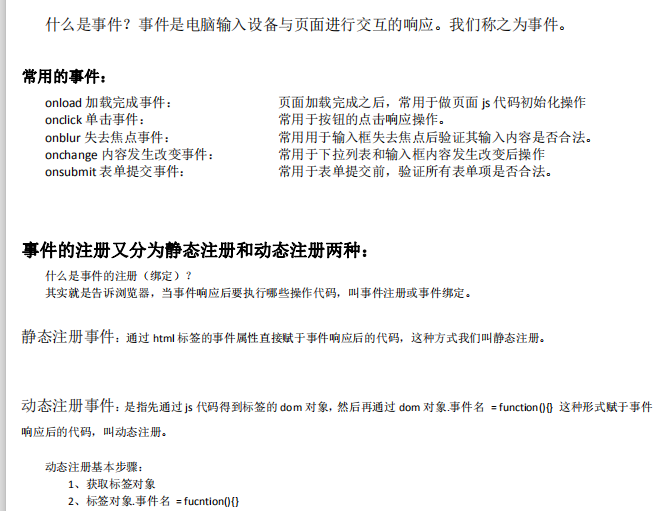 什么是事件？事件是电脑输入设备与页面进行交互的响应。我们称之为事件。
常用的事件：
onload 加载完成事件： 页面加载完成之后，常用于做页面 js 代码初始化操作
onclick 单击事件： 常用于按钮的点击响应操作。
onblur 失去焦点事件： 常用用于输入框失去焦点后验证其输入内容是否合法。
onchange 内容发生改变事件： 常用于下拉列表和输入框内容发生改变后操作
onsubmit 表单提交事件： 常用于表单提交前，验证所有表单项是否合法。
事件的注册又分为静态注册和动态注册两种：
什么是事件的注册（绑定）？
其实就是告诉浏览器，当事件响应后要执行哪些操作代码，叫事件注册或事件绑定。
静态注册事件：通过 html 标签的事件属性直接赋于事件响应后的代码，这种方式我们叫静态注册。
动态注册事件：是指先通过 js 代码得到标签的 dom 对象，然后再通过 dom 对象.事件名 = function(){} 这种形式赋于事件
响应后的代码，叫动态注册。
动态注册基本步骤：
1、获取标签对象
2、标签对象.事件名 = fucntion(){}